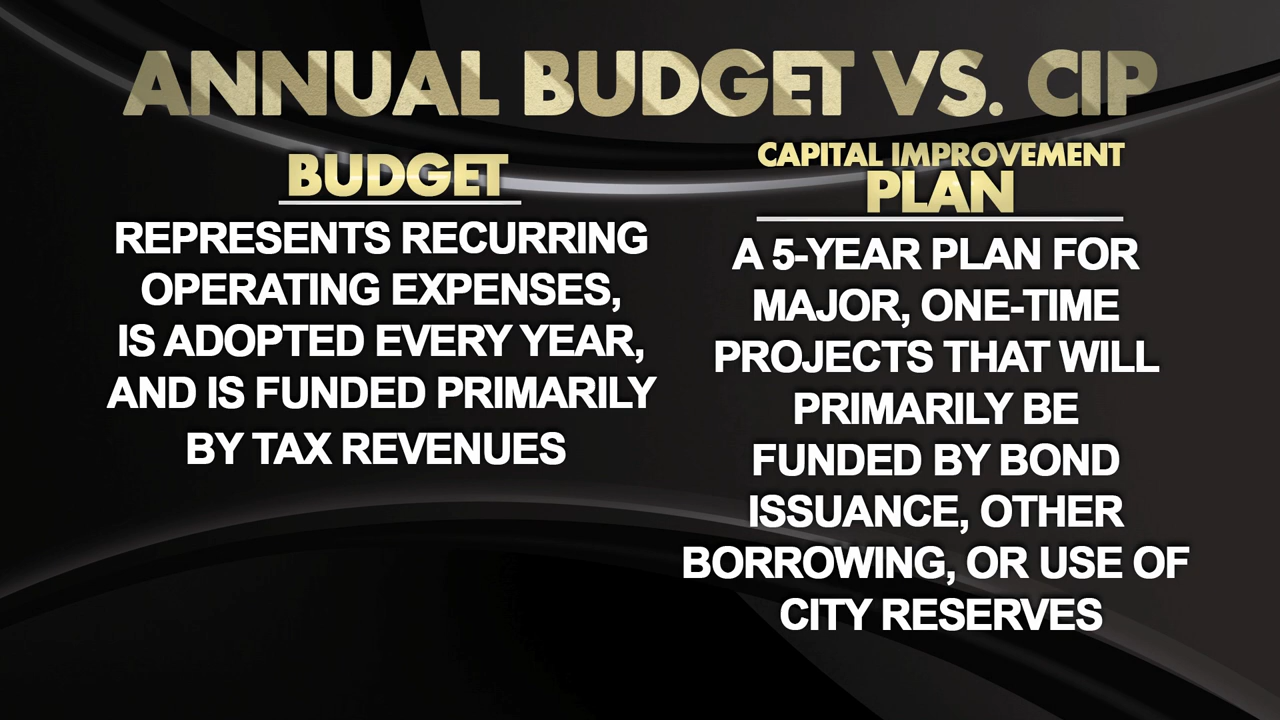 ANNUAL BUDGET VS. CIP
BUDGET
REPRESENTS RECURRING
OPERATING EXPENSES,
IS ADOPTED EVERY YEAR,
AND IS FUNDED PRIMARILY
BY TAX REVENUES
CAPITAL IMPROVEMENT
PLAN
A 5-YEAR PLAN FOR
MAJOR, ONE-TIME
PROJECTS THAT WILL
PRIMARILY BE
FUNDED BY BOND
ISSUANCE, OTHER
BORROWING, OR USE OF
CITY RESERVES